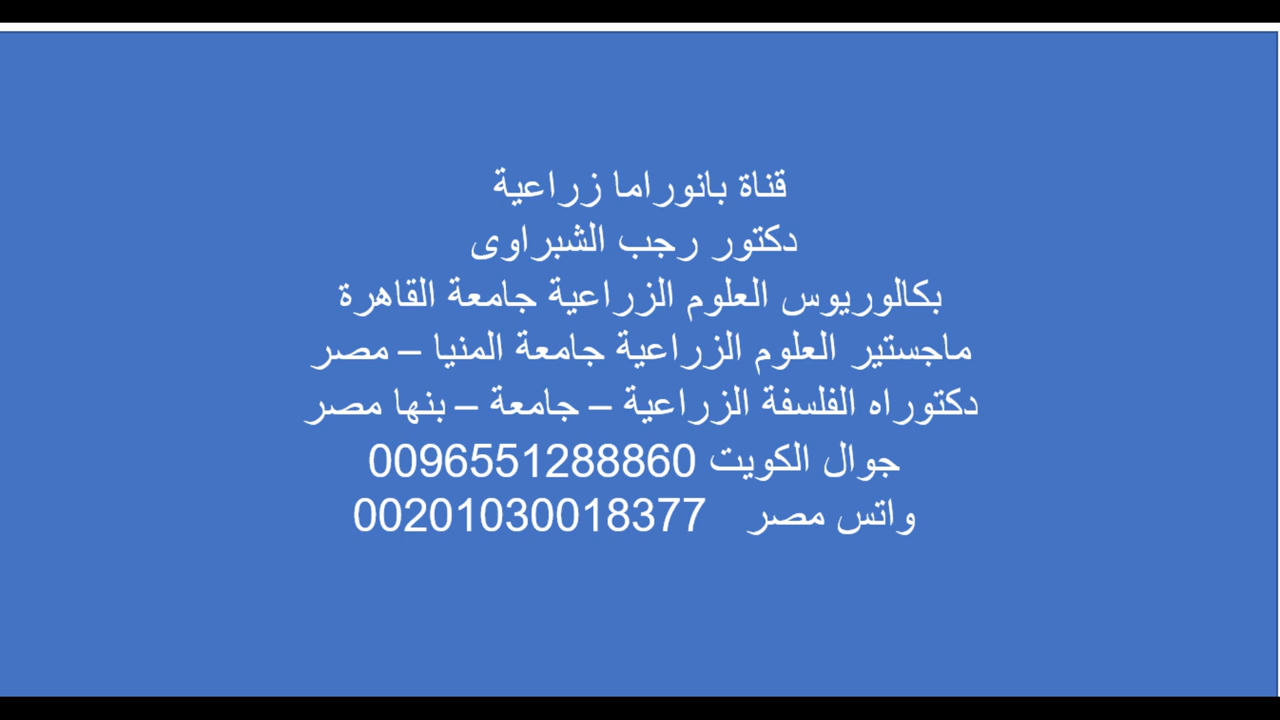 قناة بانوراما زراعية
دكتور رجب الشبراوى
بكالوريوس العلوم الزراعية جامعة القاهرة
ماجستير العلوم الزراعية جامعة المنيا – مصر
دكتوراه الفلسفة الزراعية – جامعة – بنها مصر
جوال الكويت 0096551288860
واتس مصر 00201030018377